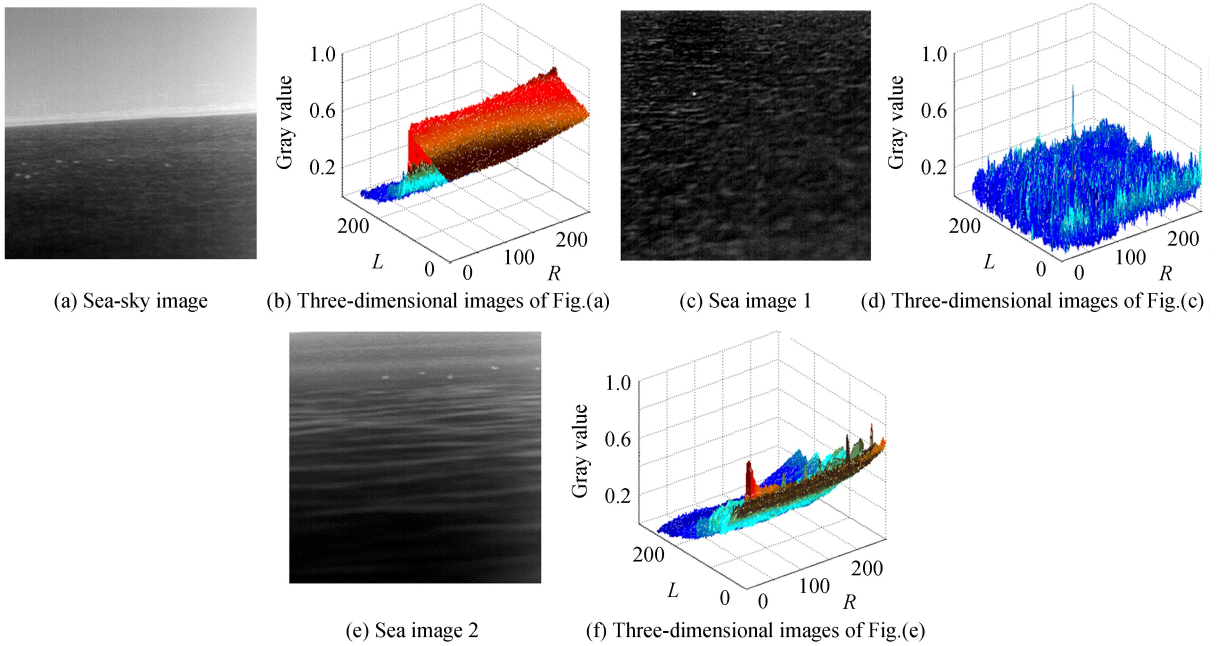 1.0
0.6
0.2
Gray value
200
0
L
0
100
200
R
1.0
0.6
0.2
Gray value
200
0
L
0
100
200
R
(a) Sea-sky image
(b) Three-dimensional images of Fig.(a)
(c) Sea image 1
(d) Three-dimensional images of Fig.(c)
1.0
0.6
0.2
Gray value
200
0
L
0
100
200
R
(e) Sea image 2
(f) Three-dimensional images of Fig.(e)